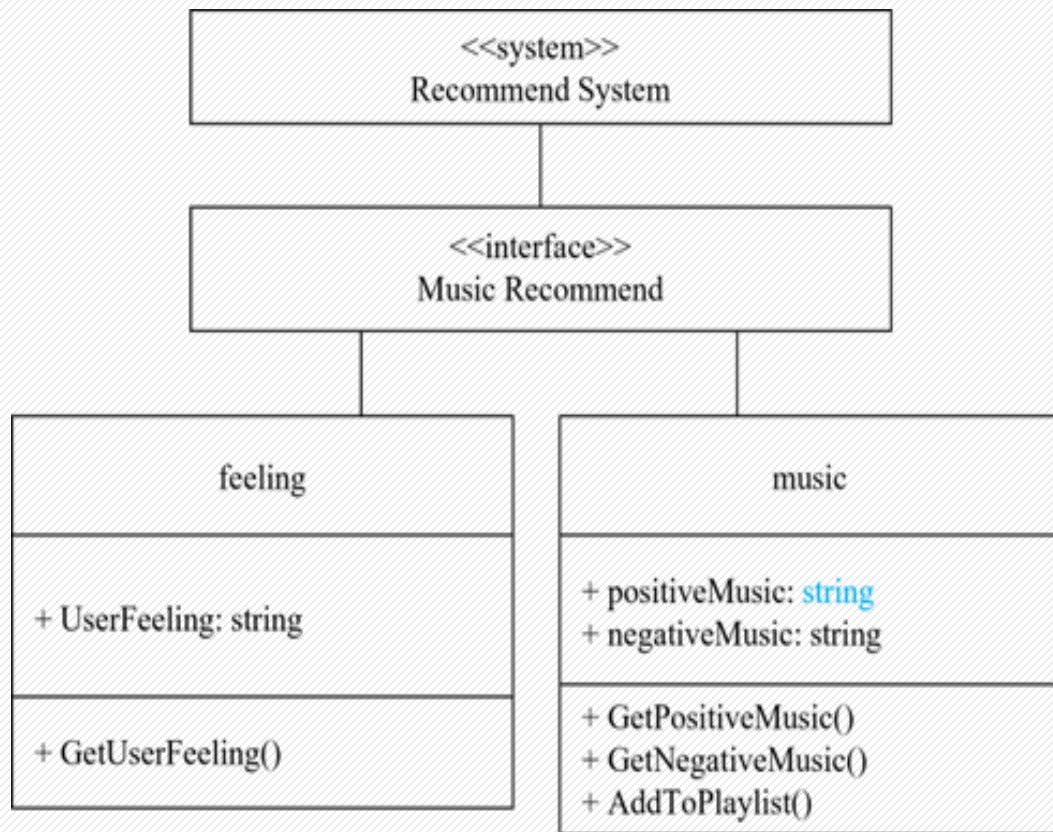 <<system>>
Recommend System
<<interface>>
Music Recommend
feeling
+ UserFeeling: string
+ GetUserFeeling()
music
+ positiveMusic: string
+ negativeMusic: string
+ GetPositiveMusic()
+ GetNegativeMusic()
+ AddToPlaylist()